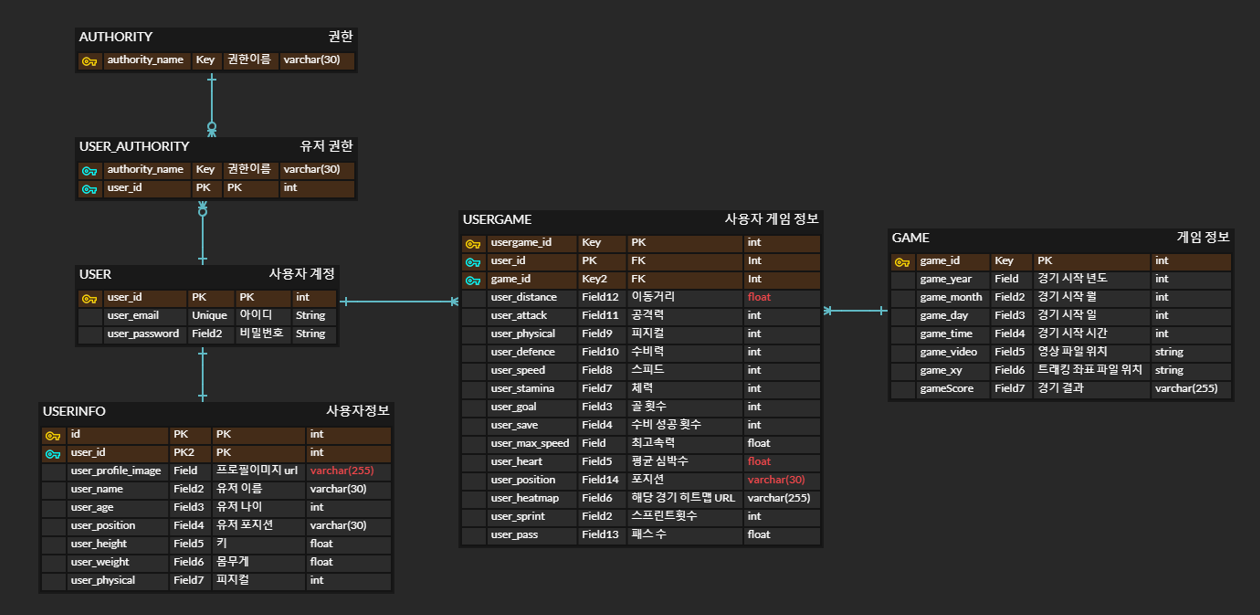 AUTHORITY 권한
authority_name Key 권한이름 varchar(30)
USER_AUTHORITY 유저 권한
authority_name Key 권한이름 varchar(30)
user_id PK PK int
USER 사용자 계정
user_id PK PK int
user_email Unique 아이디 String
user_password Field2 비밀번호 String
USERINFO 사용자정보
id PK PK int
user_id PK2 PK int
user_profile_image Field 프로필이미지 url varchar(255)
user_name Field2 유저 이름 varchar(30)
user_age Field3 유저 나이 int
user_position Field4 유저 포지션 varchar(30)
user_height Field5 키 float
user_weight Field6 몸무게 float
user_physical Field7 피지컬 int
USERGAME 사용자 게임 정보
usergame_id Key PK int
user_id PK FK Int
game_id Key2 FK Int
user_distance Field12 이동거리 float
user_attack Field11 공격력 int
user_physical Field9 피지컬 int
user_defence Field10 수비력 int
user_speed Field8 스피드 int
user_stamina Field7 체력 int
user_goal Field3 골 횟수 int
user_save Field4 수비 성공 횟수 int
user_max_speed Field 최고속력 float
user_heart Field5 평균 심박수 float
user_position Field14 포지션 varchar(30)
user_heatmap Field6 해당 경기 히트맵 URL varchar(255)
user_sprint Field2 스프린트횟수 int
user_pass Field13 패스 수 float
GAME 게임 정보
game_id Key PK int
game_year Field 경기 시작 년도 int
game_month Field2 경기 시작 월 int
game_day Field3 경기 시작 일 int
game_time Field4 경기 시작 시간 int
game_video Field5 영상 파일 위치 string
game_xy Field6 트래킹 좌표 파일 위치 string
gameScore Field7 경기 결과 varchar(255)